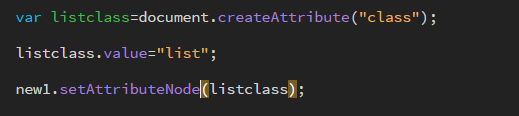 var listclass=document.createAttribute("class");
listclass.value="list";
new1.setAttributeNode(listclass);